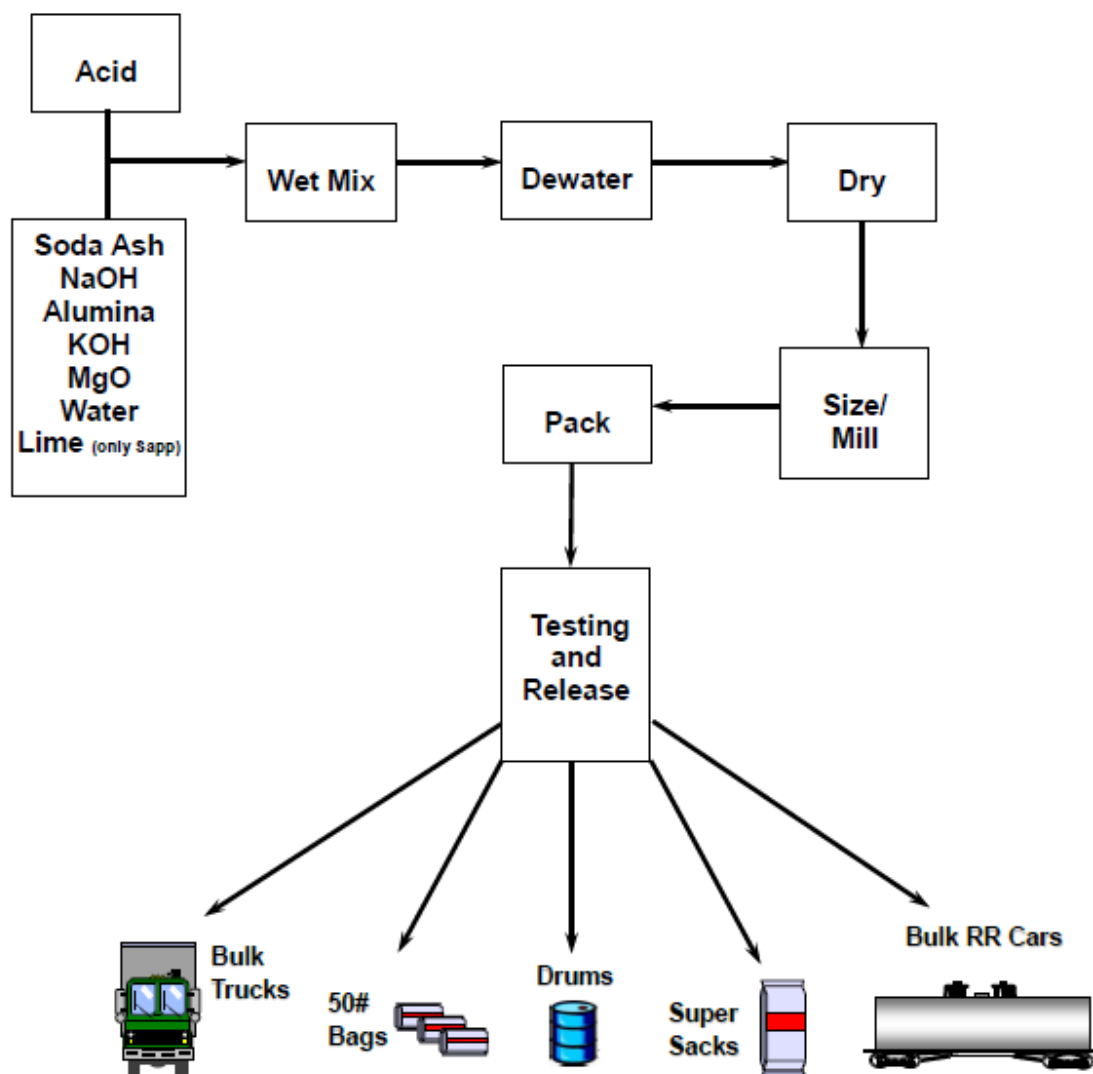 Acid
Wet Mix
Dewater
Dry
Soda Ash
NaOH
Alumina
KOH
MgO
Water
Lime (only Sapp)
Pack
Size/
Mill
Testing
and
Release
Bulk
Trucks
50#
Bags
Drums
Super
Sacks
Bulk RR Cars